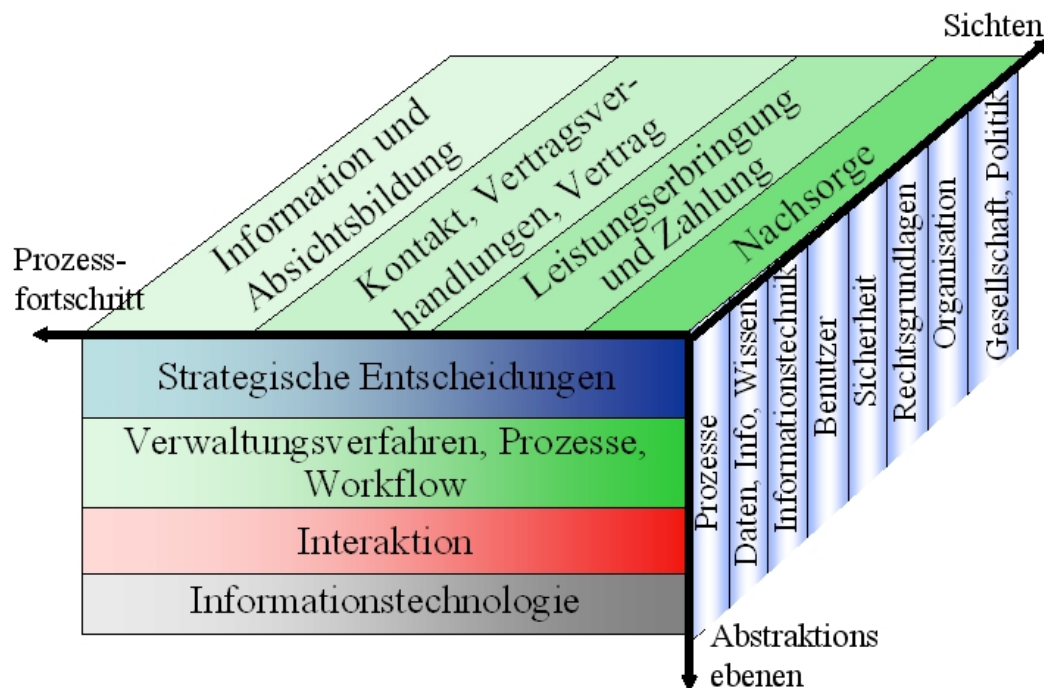 Sichten
Information und
Absichtsbildung
Kontakt, Vertragsver-
handlungen, Vertrag
Leistungserbringung
und Zahlung
Nachsorge
Prozess-
fortschritt
Strategische Entscheidungen
Verwaltungsverfahren, Prozesse,
Workflow
Interaktion
Informationstechnologie
Prozesse
Daten, Info, Wissen
Informationstechnik
Benutzer
Sicherheit
Rechtsgrundlagen
Organisation
Gesellschaft, Politik
Abstraktions
ebenen